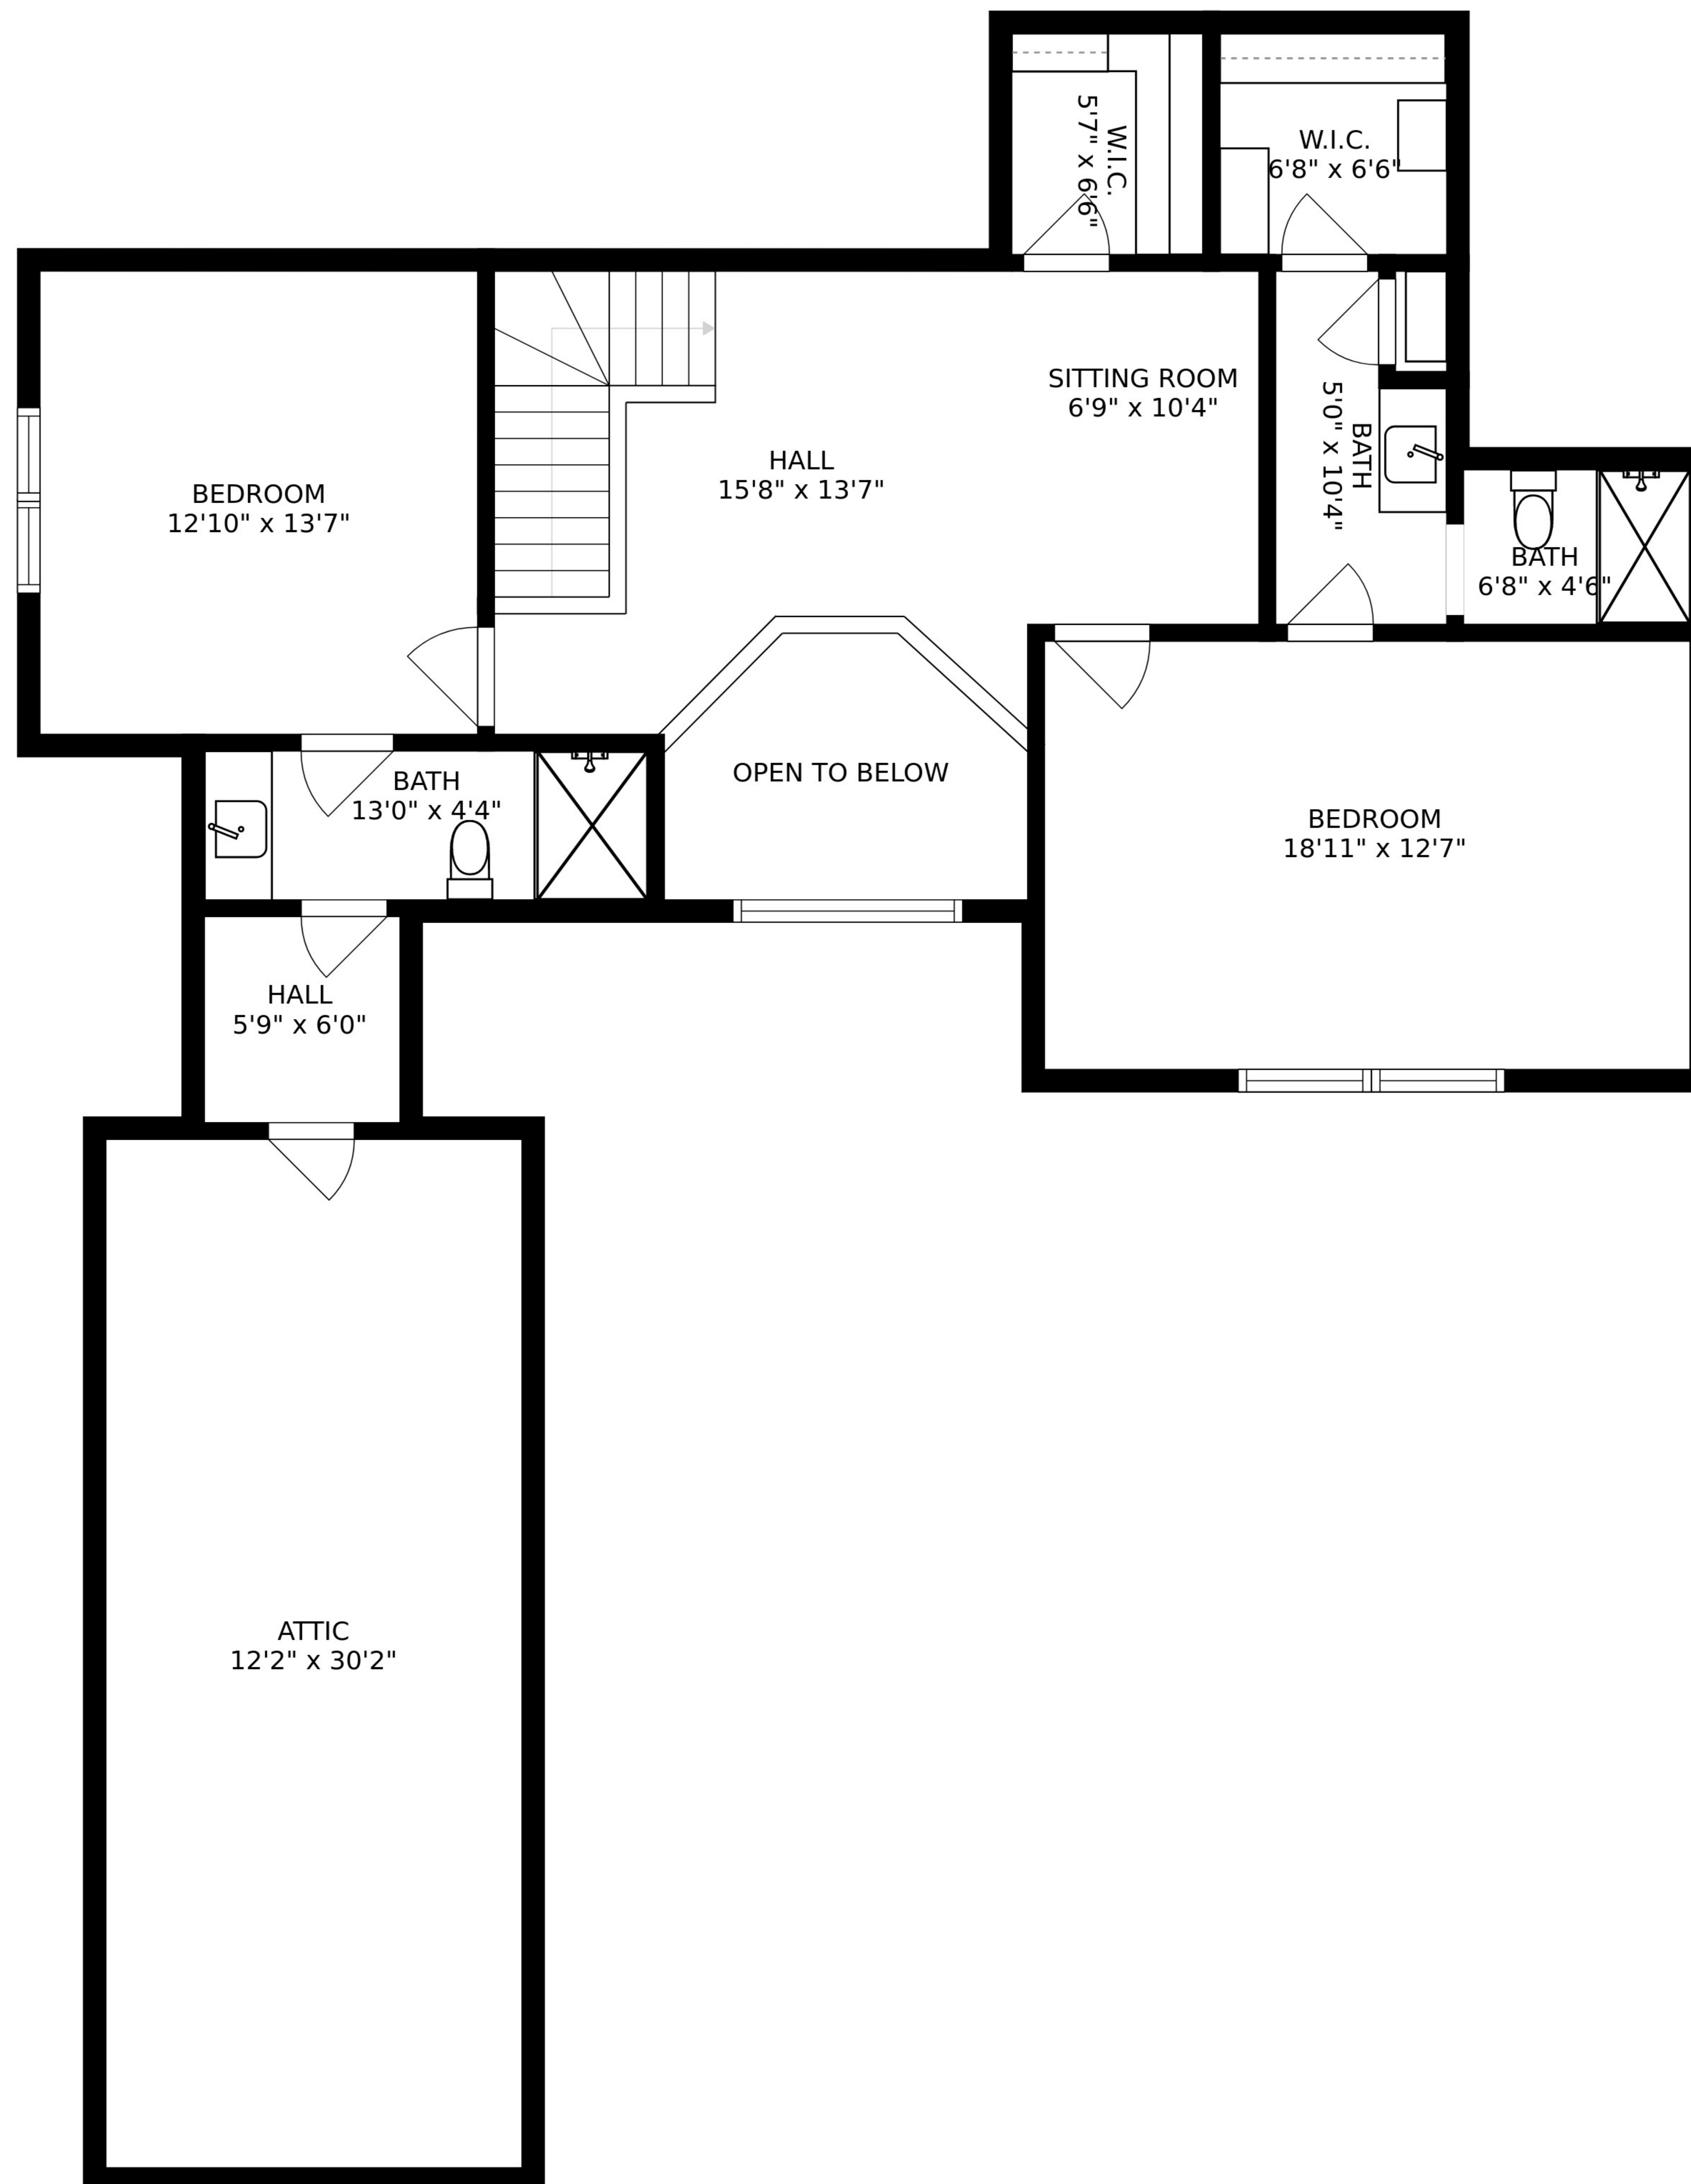 W.I.C.
5'7" x 6'6"
W.I.C.
6'8" x 6'6"
SITTING ROOM
6'9" x 10'4"
HALL
15'8" x 13'7"
BEDROOM
12'10" x 13'7"
BATH
5'0" x 10'4"
BATH
6'8" x 4'6"
BATH
13'0" x 4'4"
OPEN TO BELOW
BEDROOM
18'11" x 12'7"
HALL
5'9" x 6'0"
ATTIC
12'2" x 30'2"